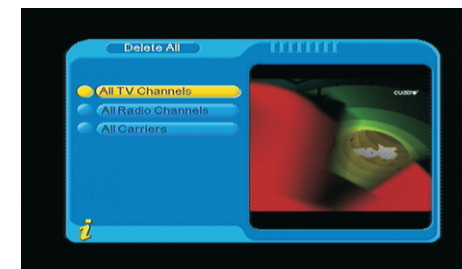 Delete All
All TV Channels
All Radio Channels
All Carriers
cuatro
i